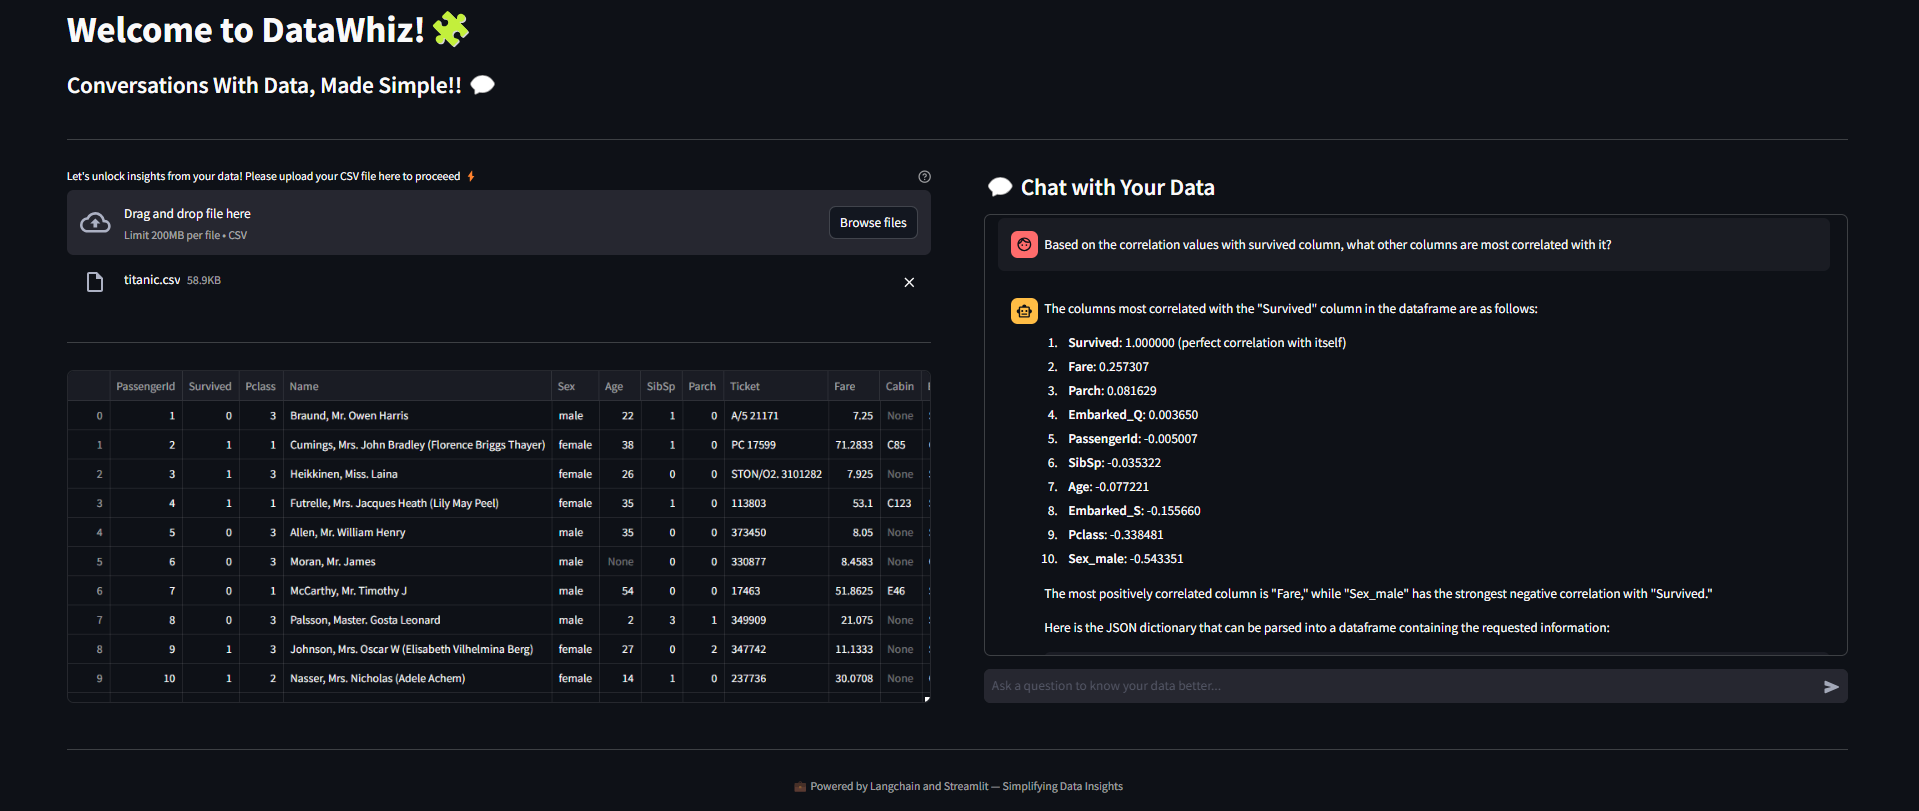 Welcome to DataWhiz!
Conversations With Data, Made Simple!!
Let's unlock insights from your data! Please upload your CSV file here to proceeed
Drag and drop file here
Limit 200MB per file • CSV
Browse files
titanic.csv 58.9KB
PassengerId Survived Pclass Name Sex Age SibSp Parch Ticket Fare Cabin
0 1 0 3 Braund, Mr. Owen Harris male 22 1 0 A/5 21171 7.25 None
1 2 1 1 Cumings, Mrs. John Bradley (Florence Briggs Thayer) female 38 1 0 PC 17599 71.2833 C85
2 3 1 3 Heikkinen, Miss. Laina female 26 0 0 STON/O2. 3101282 7.925 None
3 4 1 1 Futrelle, Mrs. Jacques Heath (Lily May Peel) female 35 1 0 113803 53.1 C123
4 5 0 3 Allen, Mr. William Henry male 35 0 0 373450 8.05 None
5 6 0 3 Moran, Mr. James male None 0 0 330877 8.4583 None
6 7 0 1 McCarthy, Mr. Timothy J male 54 0 0 17463 51.8625 E46
7 8 0 3 Palsson, Master. Gosta Leonard male 2 3 1 349909 21.075 None
8 9 1 3 Johnson, Mrs. Oscar W (Elisabeth Vilhelmina Berg) female 27 0 2 347742 11.1333 None
9 10 1 2 Nasser, Mrs. Nicholas (Adele Achem) female 14 1 0 237736 30.0708 None
Chat with Your Data
Based on the correlation values with survived column, what other columns are most correlated with it?
The columns most correlated with the "Survived" column in the dataframe are as follows:
1. Survived: 1.000000 (perfect correlation with itself)
2. Fare: 0.257307
3. Parch: 0.081629
4. Embarked_Q: 0.003650
5. PassengerId: -0.005007
6. SibSp: -0.035322
7. Age: -0.077221
8. Embarked_S: -0.155660
9. Pclass: -0.338481
10. Sex_male: -0.543351
The most positively correlated column is "Fare," while "Sex_male" has the strongest negative correlation with "Survived."
Here is the JSON dictionary that can be parsed into a dataframe containing the requested information:
Ask a question to know your data better...
Powered by Langchain and Streamlit — Simplifying Data Insights